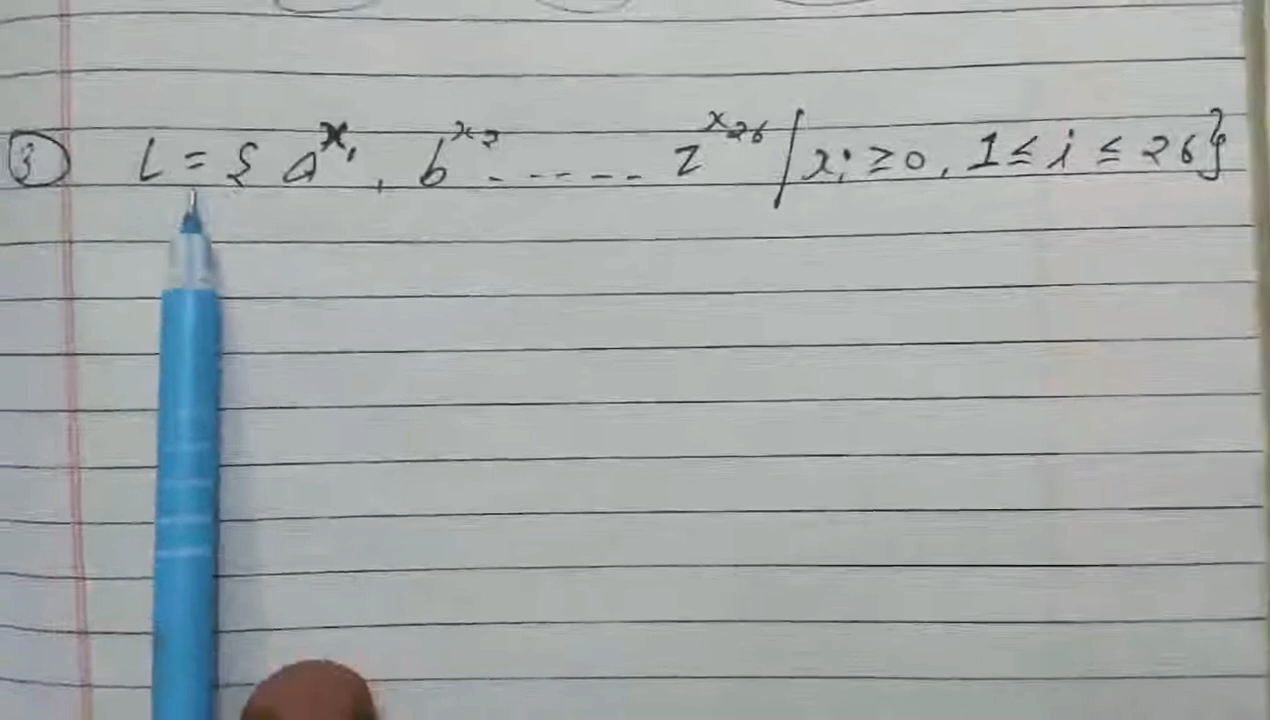 ③ L = { a^x₁, b^x₂ ----- z^x₂₆ / xᵢ ≥ 0, 1 ≤ i ≤ 26}